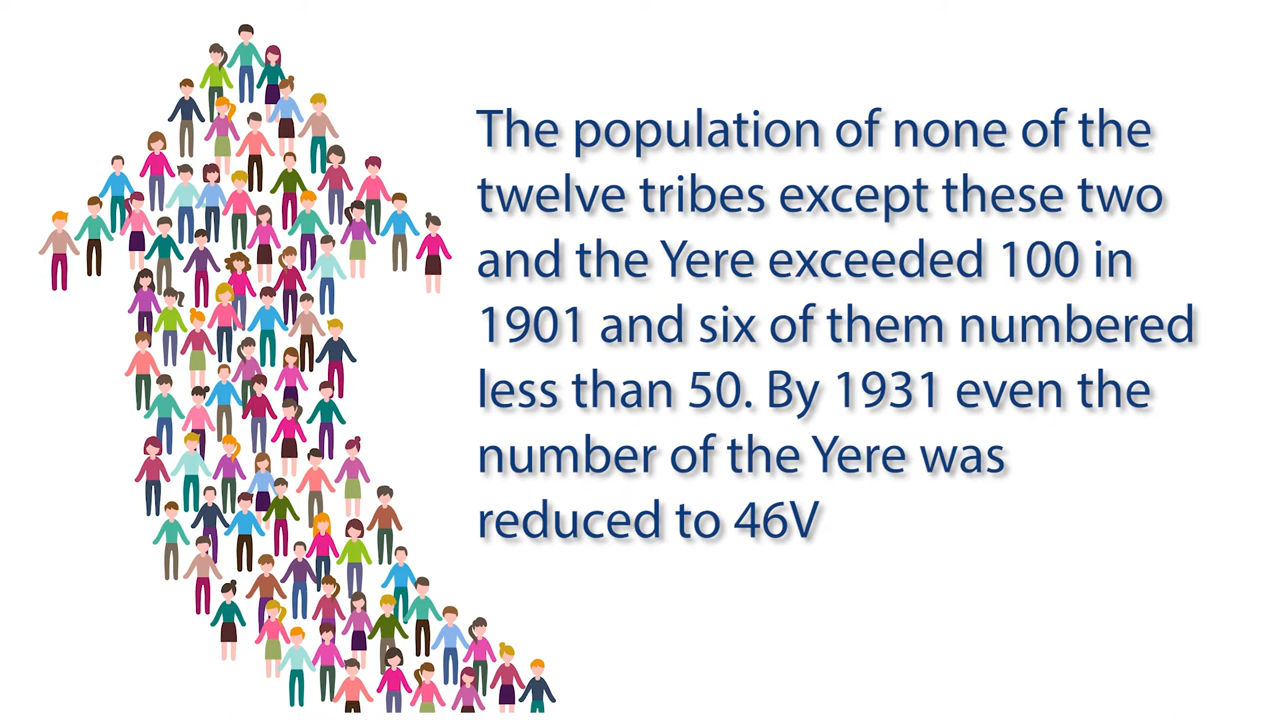 The population of none of the
twelve tribes except these two
and the Yere exceeded 100 in
1901 and six of them numbered
less than 50. By 1931 even the
number of the Yere was
reduced to 46V